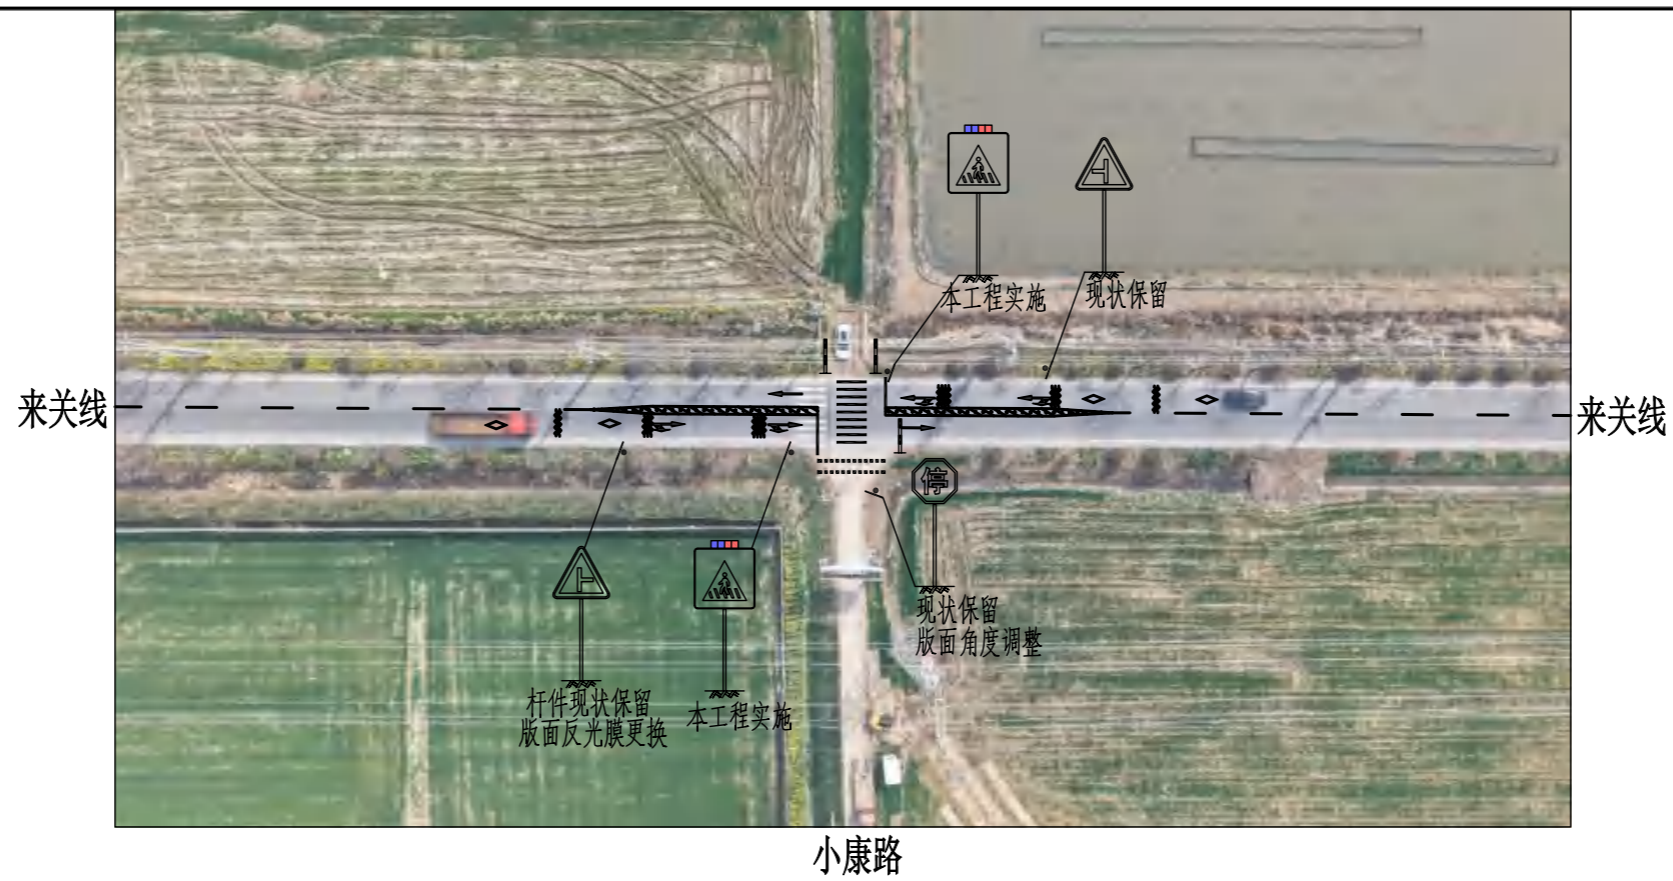 本工程实施
现状保留
来关线
来关线
停
现状保留
版面角度调整
杆件现状保留
版面反光膜更换
本工程实施
小康路